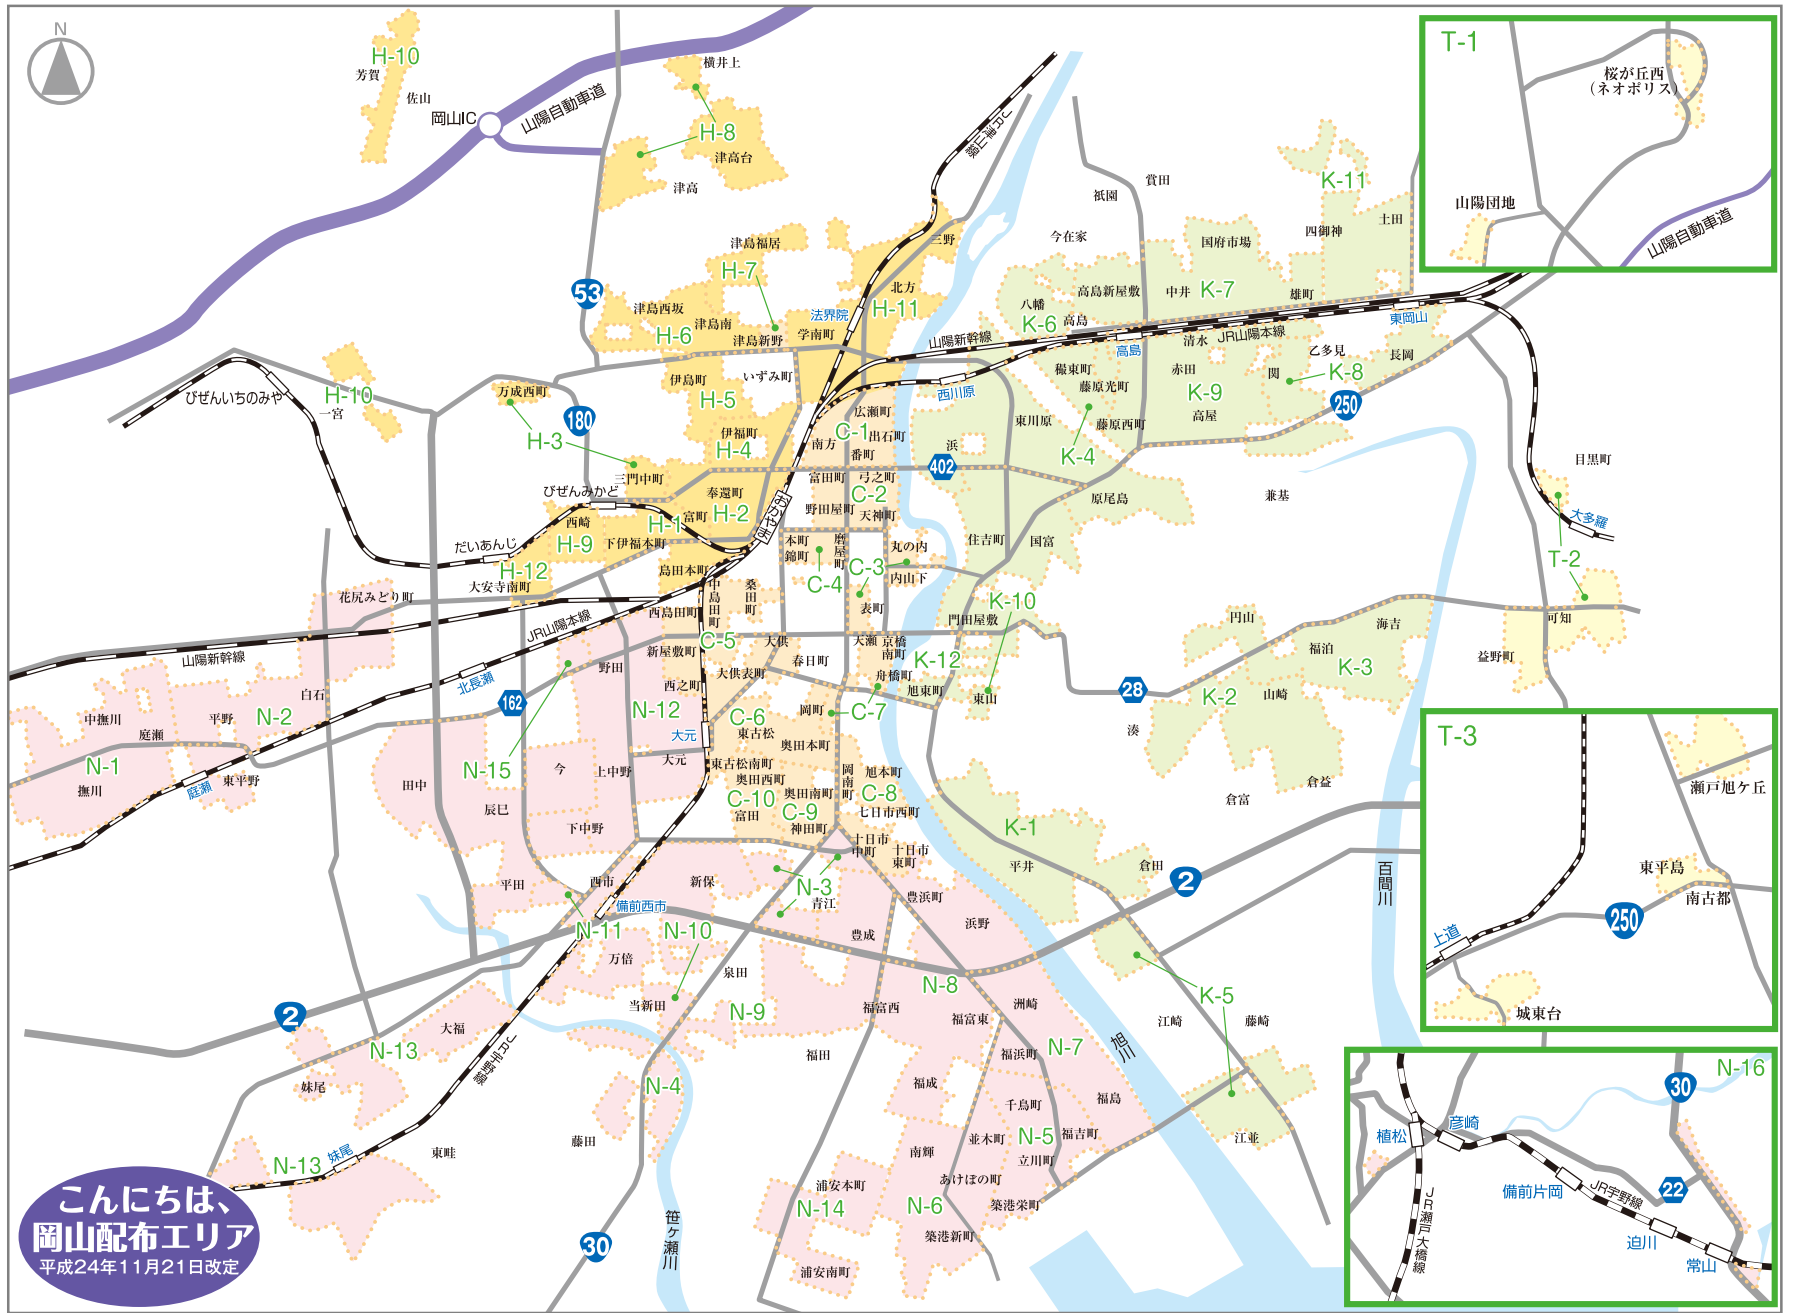 N
H-10
芳賀
佐山
岡山IC
山陽自動車道
横井上
H-8
津高台
津高
JR津山線
T-1
桜が丘西
(ネオポリス)
山陽団地
山陽自動車道
祇園
賞田
今在家
国府市場
四御神
土田
K-11
津島福居
H-7
三野
北方
H-11
法界院
53
津島西坂
H-6
津島南
津島新野
学南町
八幡
K-6
高島
高島新屋敷
中井
K-7
雄町
東岡山
山陽新幹線
JR山陽本線
高島
清水
乙多見
長岡
K-8
関
赤田
K-9
高屋
250
びぜんいちのみや
H-10
一宮
万成西町
180
H-3
三門中町
びぜんみかど
伊島町
いずみ町
H-5
伊福町
H-4
西川原
広瀬町
C-1
出石町
南方
番町
東川原
浜
402
藤原光町
藤原西町
K-4
原尾島
兼基
目黒町
大多羅
T-2
奉還町
H-2
富町
H-1
西崎
H-9
だいあんじ
H-12
大安寺南町
下伊福本町
おかやま
富田町
弓之町
C-2
野田屋町
天神町
住吉町
国富
本町
錦町
磨屋町
丸の内
C-3
C-4
内山下
表町
島田本町
中島田町
桑田町
西島田町
C-5
新屋敷町
西之町
花尻みどり町
JR山陽本線
山陽新幹線
北長瀬
野田
162
N-12
大元
大供
大供表町
春日町
天瀬
京橋南町
舟橋町
門田屋敷
K-10
K-12
旭東町
東山
円山
海吉
福泊
K-3
K-2
山崎
28
湊
可知
益野町
倉益
倉富
白石
中撫川
平野
N-2
庭瀬
N-1
撫川
庭瀬
東平野
N-15
今
上中野
大元
田中
辰巳
下中野
C-6
東古松
岡町
C-7
奥田本町
東古松南町
奥田西町
C-10
富田
奥田南町
C-9
神田町
岡南町
旭本町
C-8
七日市西町
十日市中町
十日市東町
K-1
平井
倉田
2
百間川
平田
西市
備前西市
N-11
新保
N-3
青江
N-10
万倍
当新田
泉田
豊成
豊浜町
浜野
N-8
N-9
福富西
福富東
洲崎
福田
福浜町
N-7
旭川
K-5
江崎
藤崎
江並
2
大福
N-13
妹尾
JR宇野線
N-13
妹尾
東畦
N-4
藤田
福成
千鳥町
福島
並木町
N-5
福吉町
立川町
南輝
あけぼの町
築港栄町
N-6
築港新町
浦安本町
N-14
浦安南町
笹ヶ瀬川
30
T-3
瀬戸旭ケ丘
東平島
南古都
上道
250
城東台
N-16
30
植松
彦崎
備前片岡
JR宇野線
22
迫川
常山
JR瀬戸大橋線
こんにちは、
岡山配布エリア
平成24年11月21日改定